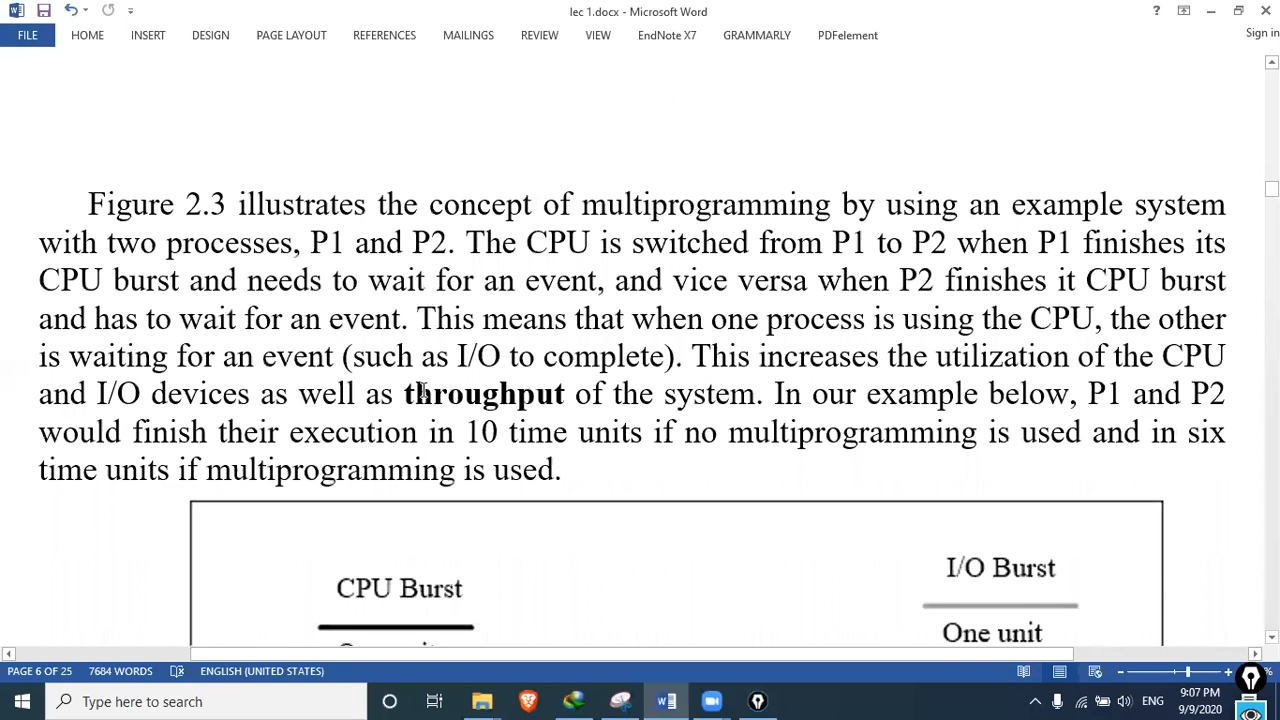 lec 1.docx - Microsoft Word
?
FILE HOME INSERT DESIGN PAGE LAYOUT REFERENCES MAILINGS REVIEW VIEW EndNote X7 GRAMMARLY PDFelement Sign in
Figure 2.3 illustrates the concept of multiprogramming by using an example system
with two processes, P1 and P2. The CPU is switched from P1 to P2 when P1 finishes its
CPU burst and needs to wait for an event, and vice versa when P2 finishes it CPU burst
and has to wait for an event. This means that when one process is using the CPU, the other
is waiting for an event (such as I/O to complete). This increases the utilization of the CPU
and I/O devices as well as throughput of the system. In our example below, P1 and P2
would finish their execution in 10 time units if no multiprogramming is used and in six
time units if multiprogramming is used.
I/O Burst
CPU Burst
One unit
PAGE 6 OF 25 7684 WORDS ENGLISH (UNITED STATES)
Type here to search
ENG
9:07 PM
9/9/2020